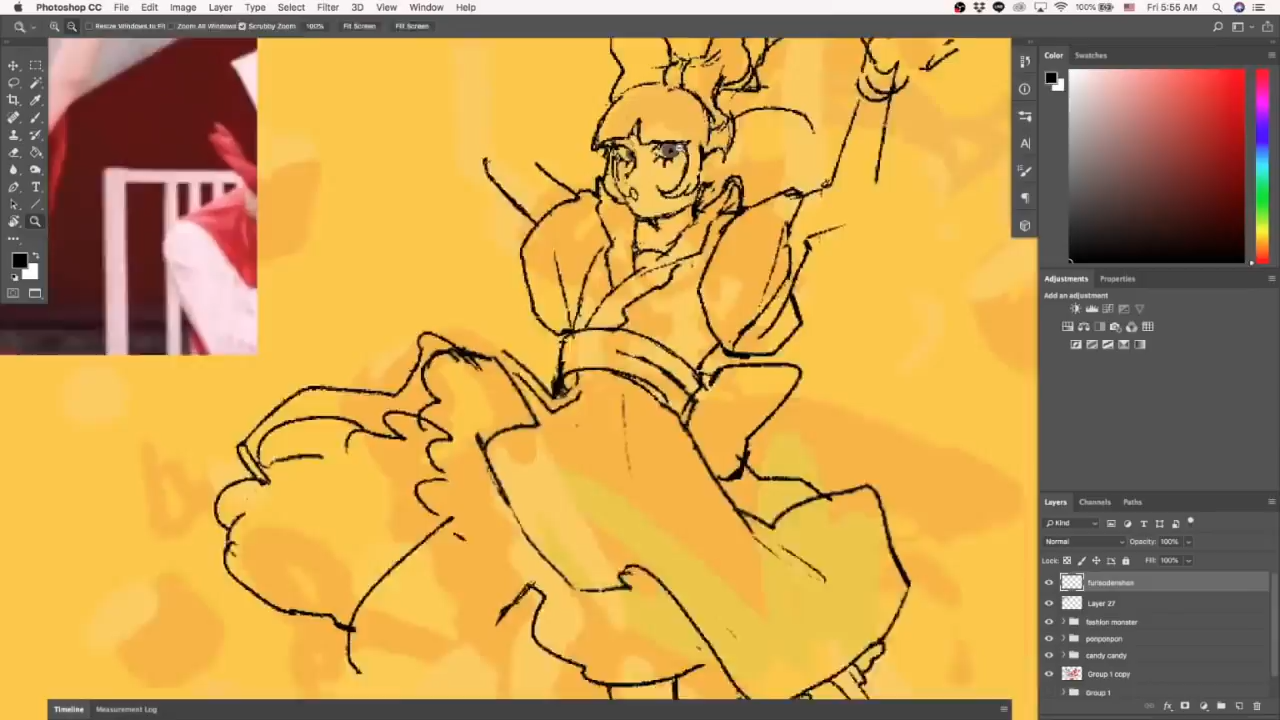 Photoshop CC File Edit Image Layer Type Select Filter 3D View Window Help 100% Fri 5:55 AM
Resize Windows to Fit Zoom All Windows Scrubby Zoom 100% Fit Screen Fit Screen
Color Swatches
Adjustments Properties
Add an adjustment
Layers Channels Paths
Kind
Normal Opacity: 100%
Lock: Fill: 100%
furisodeshon
Layer 27
fashion monster
ponponpon
candy candy
Group 1 copy
Group 1
Timeline Measurement Log